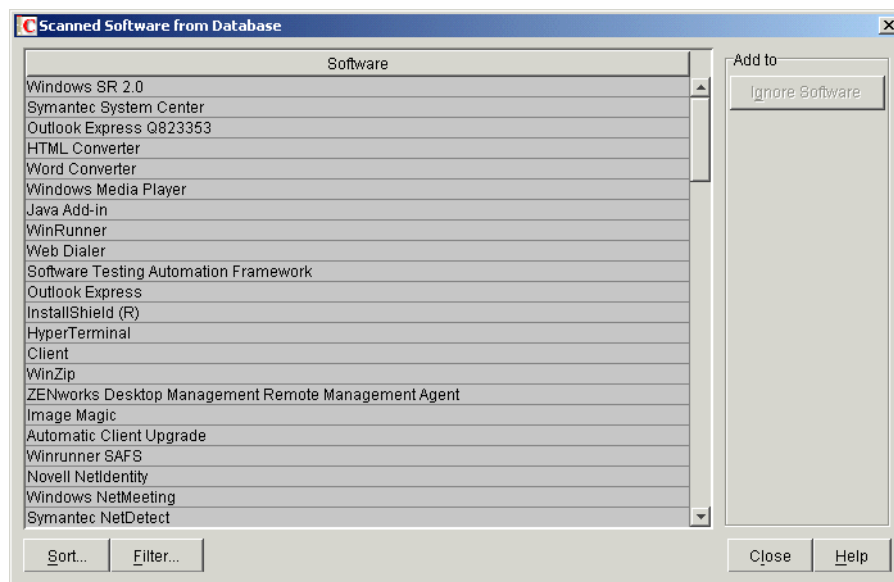 Scanned Software from Database
Software
Windows SR 2.0
Symantec System Center
Outlook Express Q823353
HTML Converter
Word Converter
Windows Media Player
Java Add-in
WinRunner
Web Dialer
Software Testing Automation Framework
Outlook Express
InstallShield (R)
HyperTerminal
Client
WinZip
ZENworks Desktop Management Remote Management Agent
Image Magic
Automatic Client Upgrade
Winrunner SAFS
Novell NetIdentity
Windows NetMeeting
Symantec NetDetect
Add to
Ignore Software
Sort...
Filter...
Close
Help